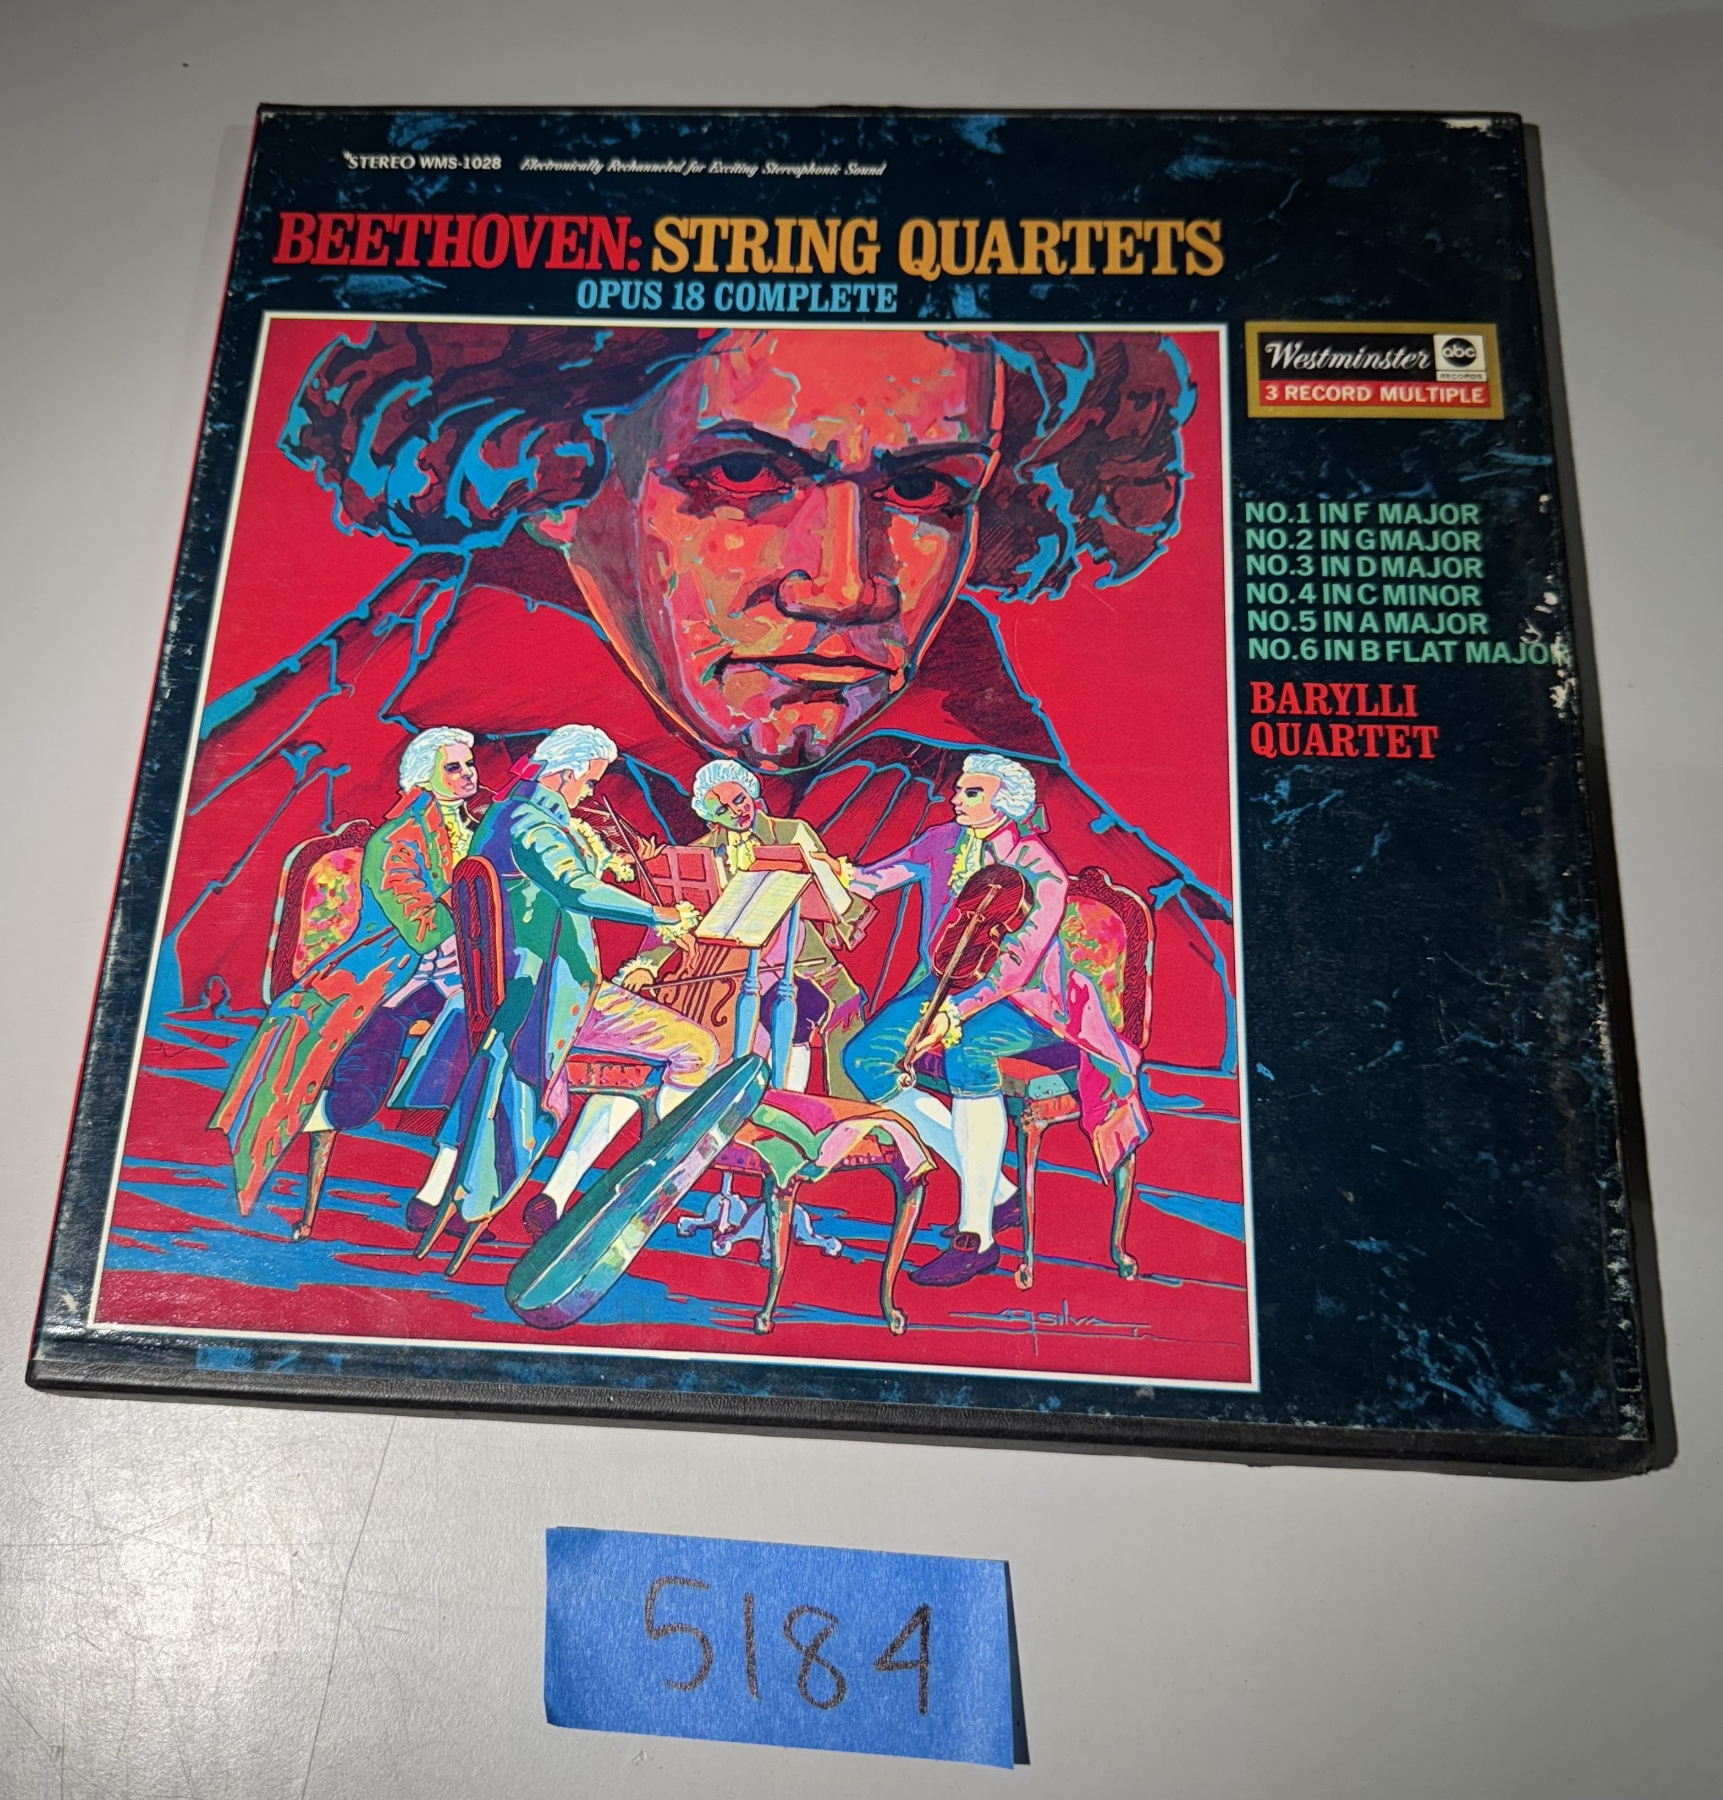 *STEREO WMS-1028 Electronically Rechanneled for Exciting Stereophonic Sound
BEETHOVEN: STRING QUARTETS
OPUS 18 COMPLETE
Westminster abc RECORDS
3 RECORD MULTIPLE
NO.1 IN F MAJOR
NO.2 IN G MAJOR
NO.3 IN D MAJOR
NO.4 IN C MINOR
NO.5 IN A MAJOR
NO.6 IN B FLAT MAJOR
BARYLLI
QUARTET
5184